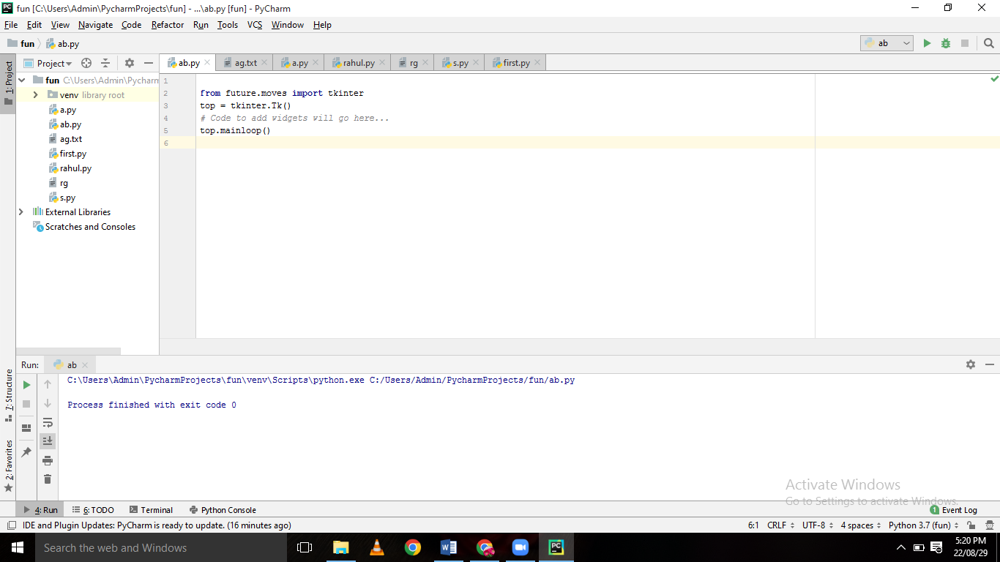 fun [C:\Users\Admin\PycharmProjects\fun] - ...\ab.py [fun] - PyCharm
File Edit View Navigate Code Refactor Run Tools VCS Window Help
fun ab.py
ab
1: Project
Project
ab.py ag.txt a.py rahul.py rg s.py first.py
fun C:\Users\Admin\Pycharm
venv library root
a.py
ab.py
ag.txt
first.py
rahul.py
rg
s.py
External Libraries
Scratches and Consoles
1
2 from future.moves import tkinter
3 top = tkinter.Tk()
4 # Code to add widgets will go here...
5 top.mainloop()
6
Run: ab
C:\Users\Admin\PycharmProjects\fun\venv\Scripts\python.exe C:/Users/Admin/PycharmProjects/fun/ab.py
Process finished with exit code 0
7: Structure
2: Favorites
Activate Windows
Go to Settings to activate Windows.
4: Run 6: TODO Terminal Python Console
1 Event Log
IDE and Plugin Updates: PyCharm is ready to update. (16 minutes ago)
6:1 CRLF UTF-8 4 spaces Python 3.7 (fun)
Search the web and Windows
5:20 PM
22/08/29